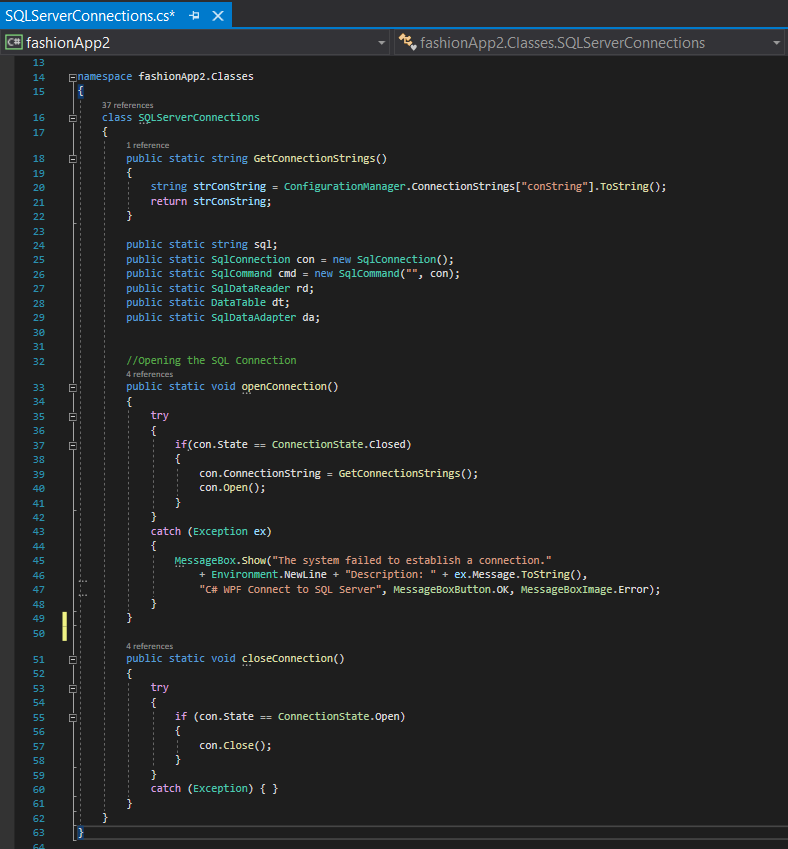 SQLServerConnections.cs*
C# fashionApp2 fashionApp2.Classes.SQLServerConnections
13
14 namespace fashionApp2.Classes
15 {
37 references
16 class SQLServerConnections
17 {
1 reference
18 public static string GetConnectionStrings()
19 {
20 string strConString = ConfigurationManager.ConnectionStrings["conString"].ToString();
21 return strConString;
22 }
23
24 public static string sql;
25 public static SqlConnection con = new SqlConnection();
26 public static SqlCommand cmd = new SqlCommand("", con);
27 public static SqlDataReader rd;
28 public static DataTable dt;
29 public static SqlDataAdapter da;
30
31
32 //Opening the SQL Connection
4 references
33 public static void openConnection()
34 {
35 try
36 {
37 if(con.State == ConnectionState.Closed)
38 {
39 con.ConnectionString = GetConnectionStrings();
40 con.Open();
41 }
42 }
43 catch (Exception ex)
44 {
45 MessageBox.Show("The system failed to establish a connection."
46 + Environment.NewLine + "Description: " + ex.Message.ToString(),
47 "C# WPF Connect to SQL Server", MessageBoxButton.OK, MessageBoxImage.Error);
48 }
49 }
50
4 references
51 public static void closeConnection()
52 {
53 try
54 {
55 if (con.State == ConnectionState.Open)
56 {
57 con.Close();
58 }
59 }
60 catch (Exception) { }
61 }
62 }
63 }
64